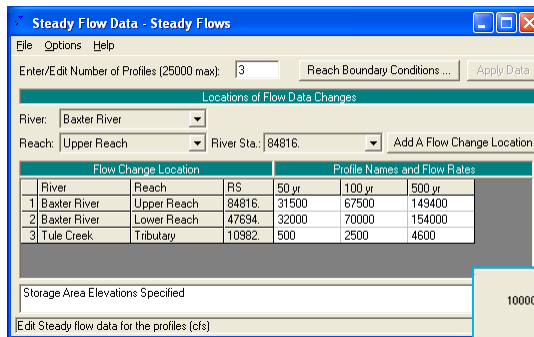 Steady Flow Data - Steady Flows
File Options Help
Enter/Edit Number of Profiles (25000 max): 3 Reach Boundary Conditions ... Apply Data
Locations of Flow Data Changes
River: Baxter River
Reach: Upper Reach River Sta.: 84816. Add A Flow Change Location
Flow Change Location Profile Names and Flow Rates
River Reach RS 50 yr 100 yr 500 yr
1 Baxter River Upper Reach 84816. 31500 67500 149400
2 Baxter River Lower Reach 47694. 32000 70000 154000
3 Tule Creek Tributary 10982. 500 2500 4600
Storage Area Elevations Specified
10000
Edit Steady flow data for the profiles (cfs)